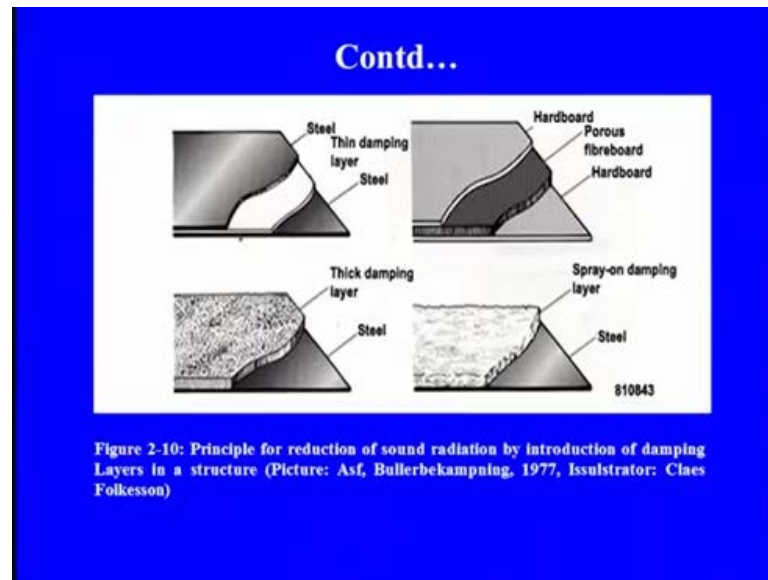 Contd...
Steel
Thin damping
layer
Steel
Hardboard
Porous
fibreboard
Hardboard
Thick damping
layer
Steel
Spray-on damping
layer
Steel
810843
Figure 2-10: Principle for reduction of sound radiation by introduction of damping
Layers in a structure (Picture: Asf, Bullerbekampning, 1977, Issulstrator: Claes
Folkesson)